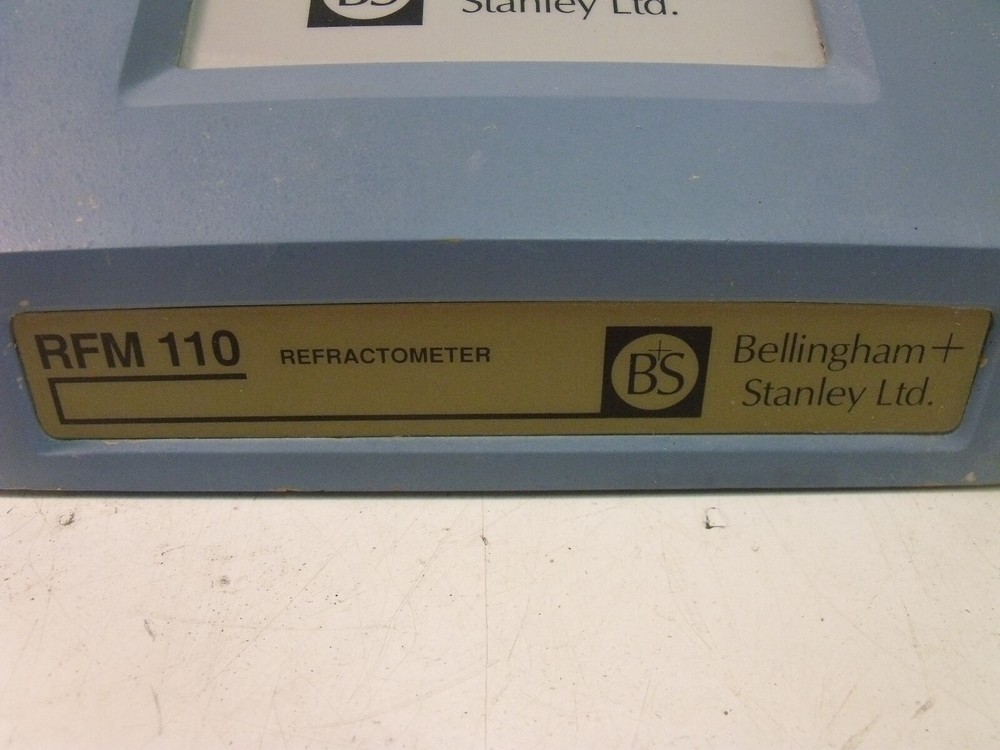 BS
Stanley Ltd.
RFM 110
REFRACTOMETER
B+S
Bellingham +
Stanley Ltd.